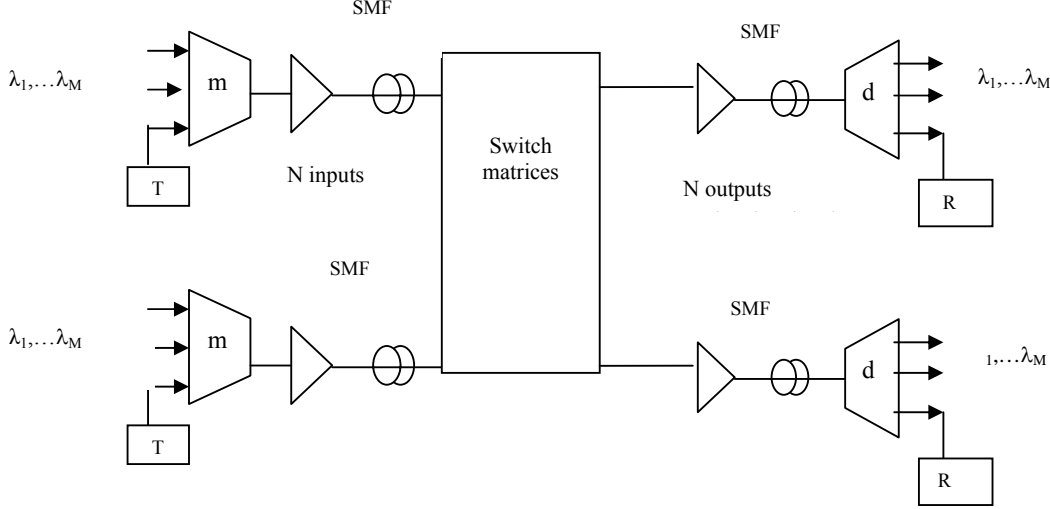 SMF
SMF
λ1,…λM
m
d
λ1,…λM
Switch
matrices
T
N inputs
N outputs
R
SMF
SMF
λ1,…λM
m
d
1,…λM
T
R